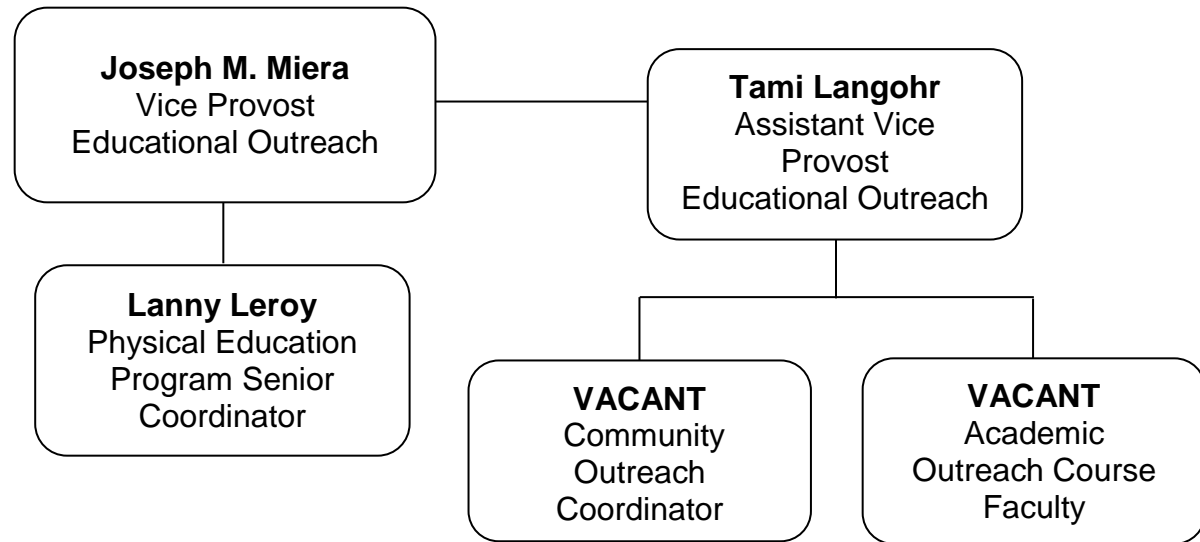 Joseph M. Miera
Vice Provost
Educational Outreach
Tami Langohr
Assistant Vice
Provost
Educational Outreach
Lanny Leroy
Physical Education
Program Senior
Coordinator
VACANT
Community
Outreach
Coordinator
VACANT
Academic
Outreach Course
Faculty